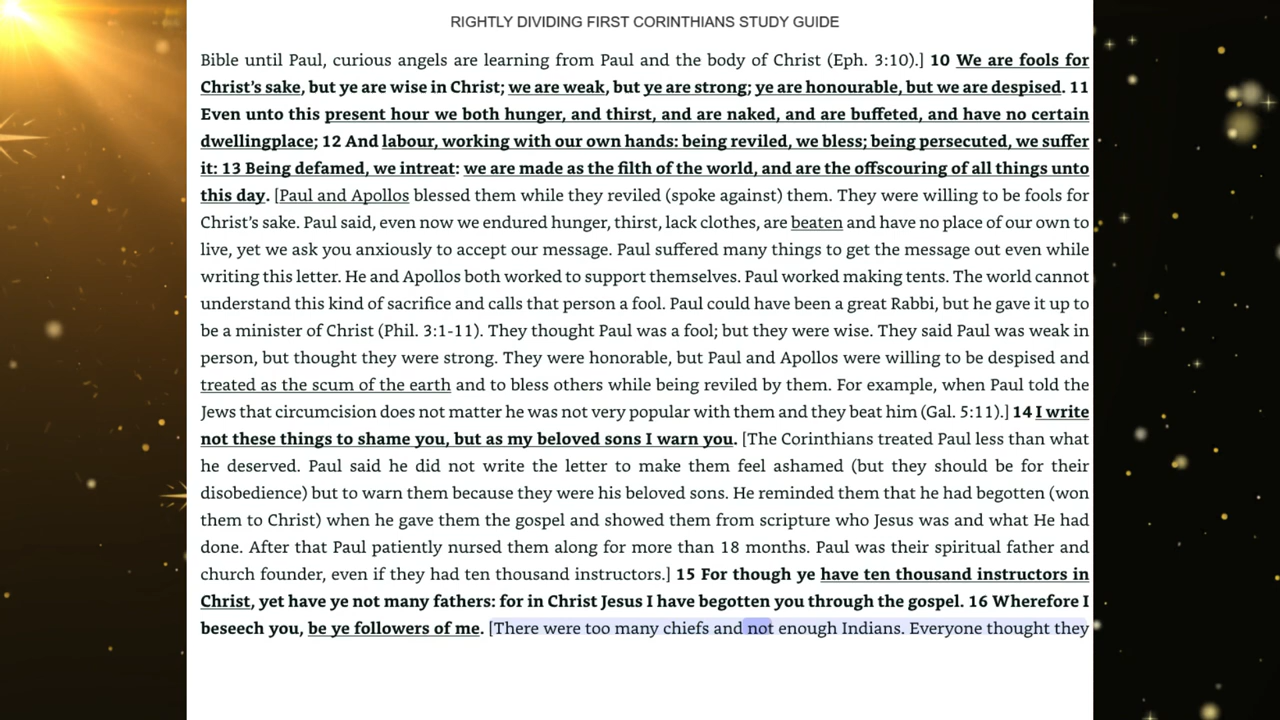 RIGHTLY DIVIDING FIRST CORINTHIANS STUDY GUIDE
Bible until Paul, curious angels are learning from Paul and the body of Christ (Eph. 3:10).] 10 We are fools for
Christ's sake, but ye are wise in Christ; we are weak, but ye are strong; ye are honourable, but we are despised. 11
Even unto this present hour we both hunger, and thirst, and are naked, and are buffeted, and have no certain
dwellingplace; 12 And labour, working with our own hands: being reviled, we bless; being persecuted, we suffer
it: 13 Being defamed, we intreat: we are made as the filth of the world, and are the offscouring of all things unto
this day. [Paul and Apollos blessed them while they reviled (spoke against) them. They were willing to be fools for
Christ's sake. Paul said, even now we endured hunger, thirst, lack clothes, are beaten and have no place of our own to
live, yet we ask you anxiously to accept our message. Paul suffered many things to get the message out even while
writing this letter. He and Apollos both worked to support themselves. Paul worked making tents. The world cannot
understand this kind of sacrifice and calls that person a fool. Paul could have been a great Rabbi, but he gave it up to
be a minister of Christ (Phil. 3:1-11). They thought Paul was a fool; but they were wise. They said Paul was weak in
person, but thought they were strong. They were honorable, but Paul and Apollos were willing to be despised and
treated as the scum of the earth and to bless others while being reviled by them. For example, when Paul told the
Jews that circumcision does not matter he was not very popular with them and they beat him (Gal. 5:11).] 14 I write
not these things to shame you, but as my beloved sons I warn you. [The Corinthians treated Paul less than what
he deserved. Paul said he did not write the letter to make them feel ashamed (but they should be for their
disobedience) but to warn them because they were his beloved sons. He reminded them that he had begotten (won
them to Christ) when he gave them the gospel and showed them from scripture who Jesus was and what He had
done. After that Paul patiently nursed them along for more than 18 months. Paul was their spiritual father and
church founder, even if they had ten thousand instructors.] 15 For though ye have ten thousand instructors in
Christ, yet have ye not many fathers: for in Christ Jesus I have begotten you through the gospel. 16 Wherefore I
beseech you, be ye followers of me. [There were too many chiefs and not enough Indians. Everyone thought they